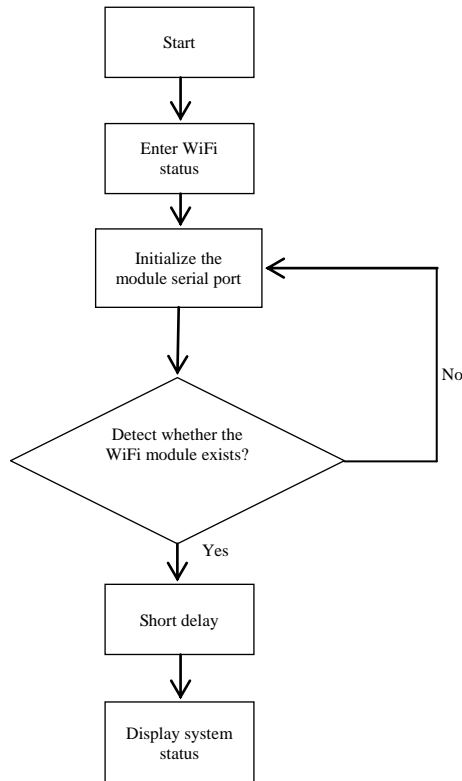 Start
Enter WiFi
status
Initialize the
module serial port
No
Detect whether the
WiFi module exists?
Yes
Short delay
Display system
status